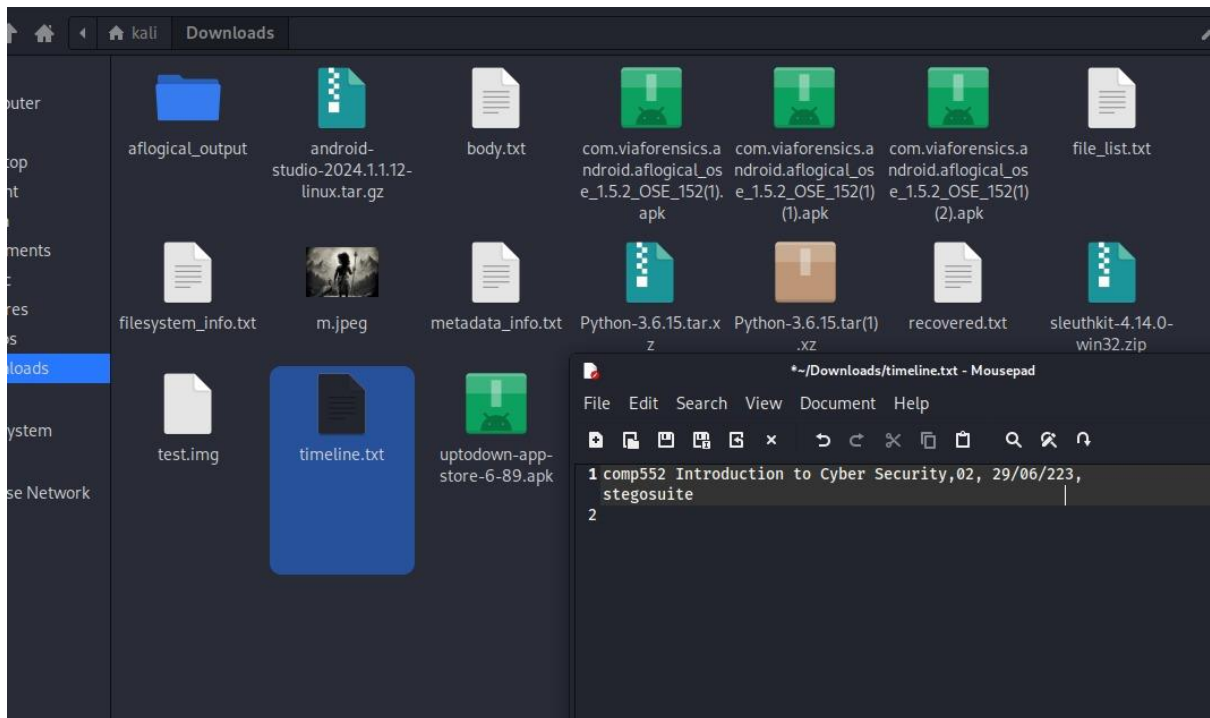 kali Downloads
puter
top
nt
ments
res
os
loads
ystem
se Network
aflogical_output
android-
studio-2024.1.1.12-
linux.tar.gz
body.txt
com.viaforensics.a
ndroid.aflogical_os
e_1.5.2_OSE_152(1).
apk
com.viaforensics.a
ndroid.aflogical_os
e_1.5.2_OSE_152(1)
(1).apk
com.viaforensics.a
ndroid.aflogical_os
e_1.5.2_OSE_152(1)
(2).apk
file_list.txt
filesystem_info.txt
m.jpeg
metadata_info.txt
Python-3.6.15.tar.x
z
Python-3.6.15.tar(1)
.xz
recovered.txt
sleuthkit-4.14.0-
win32.zip
test.img
timeline.txt
uptodown-app-
store-6-89.apk
*~/Downloads/timeline.txt - Mousepad
File Edit Search View Document Help
1 comp552 Introduction to Cyber Security,02, 29/06/223,
stegosuite
2